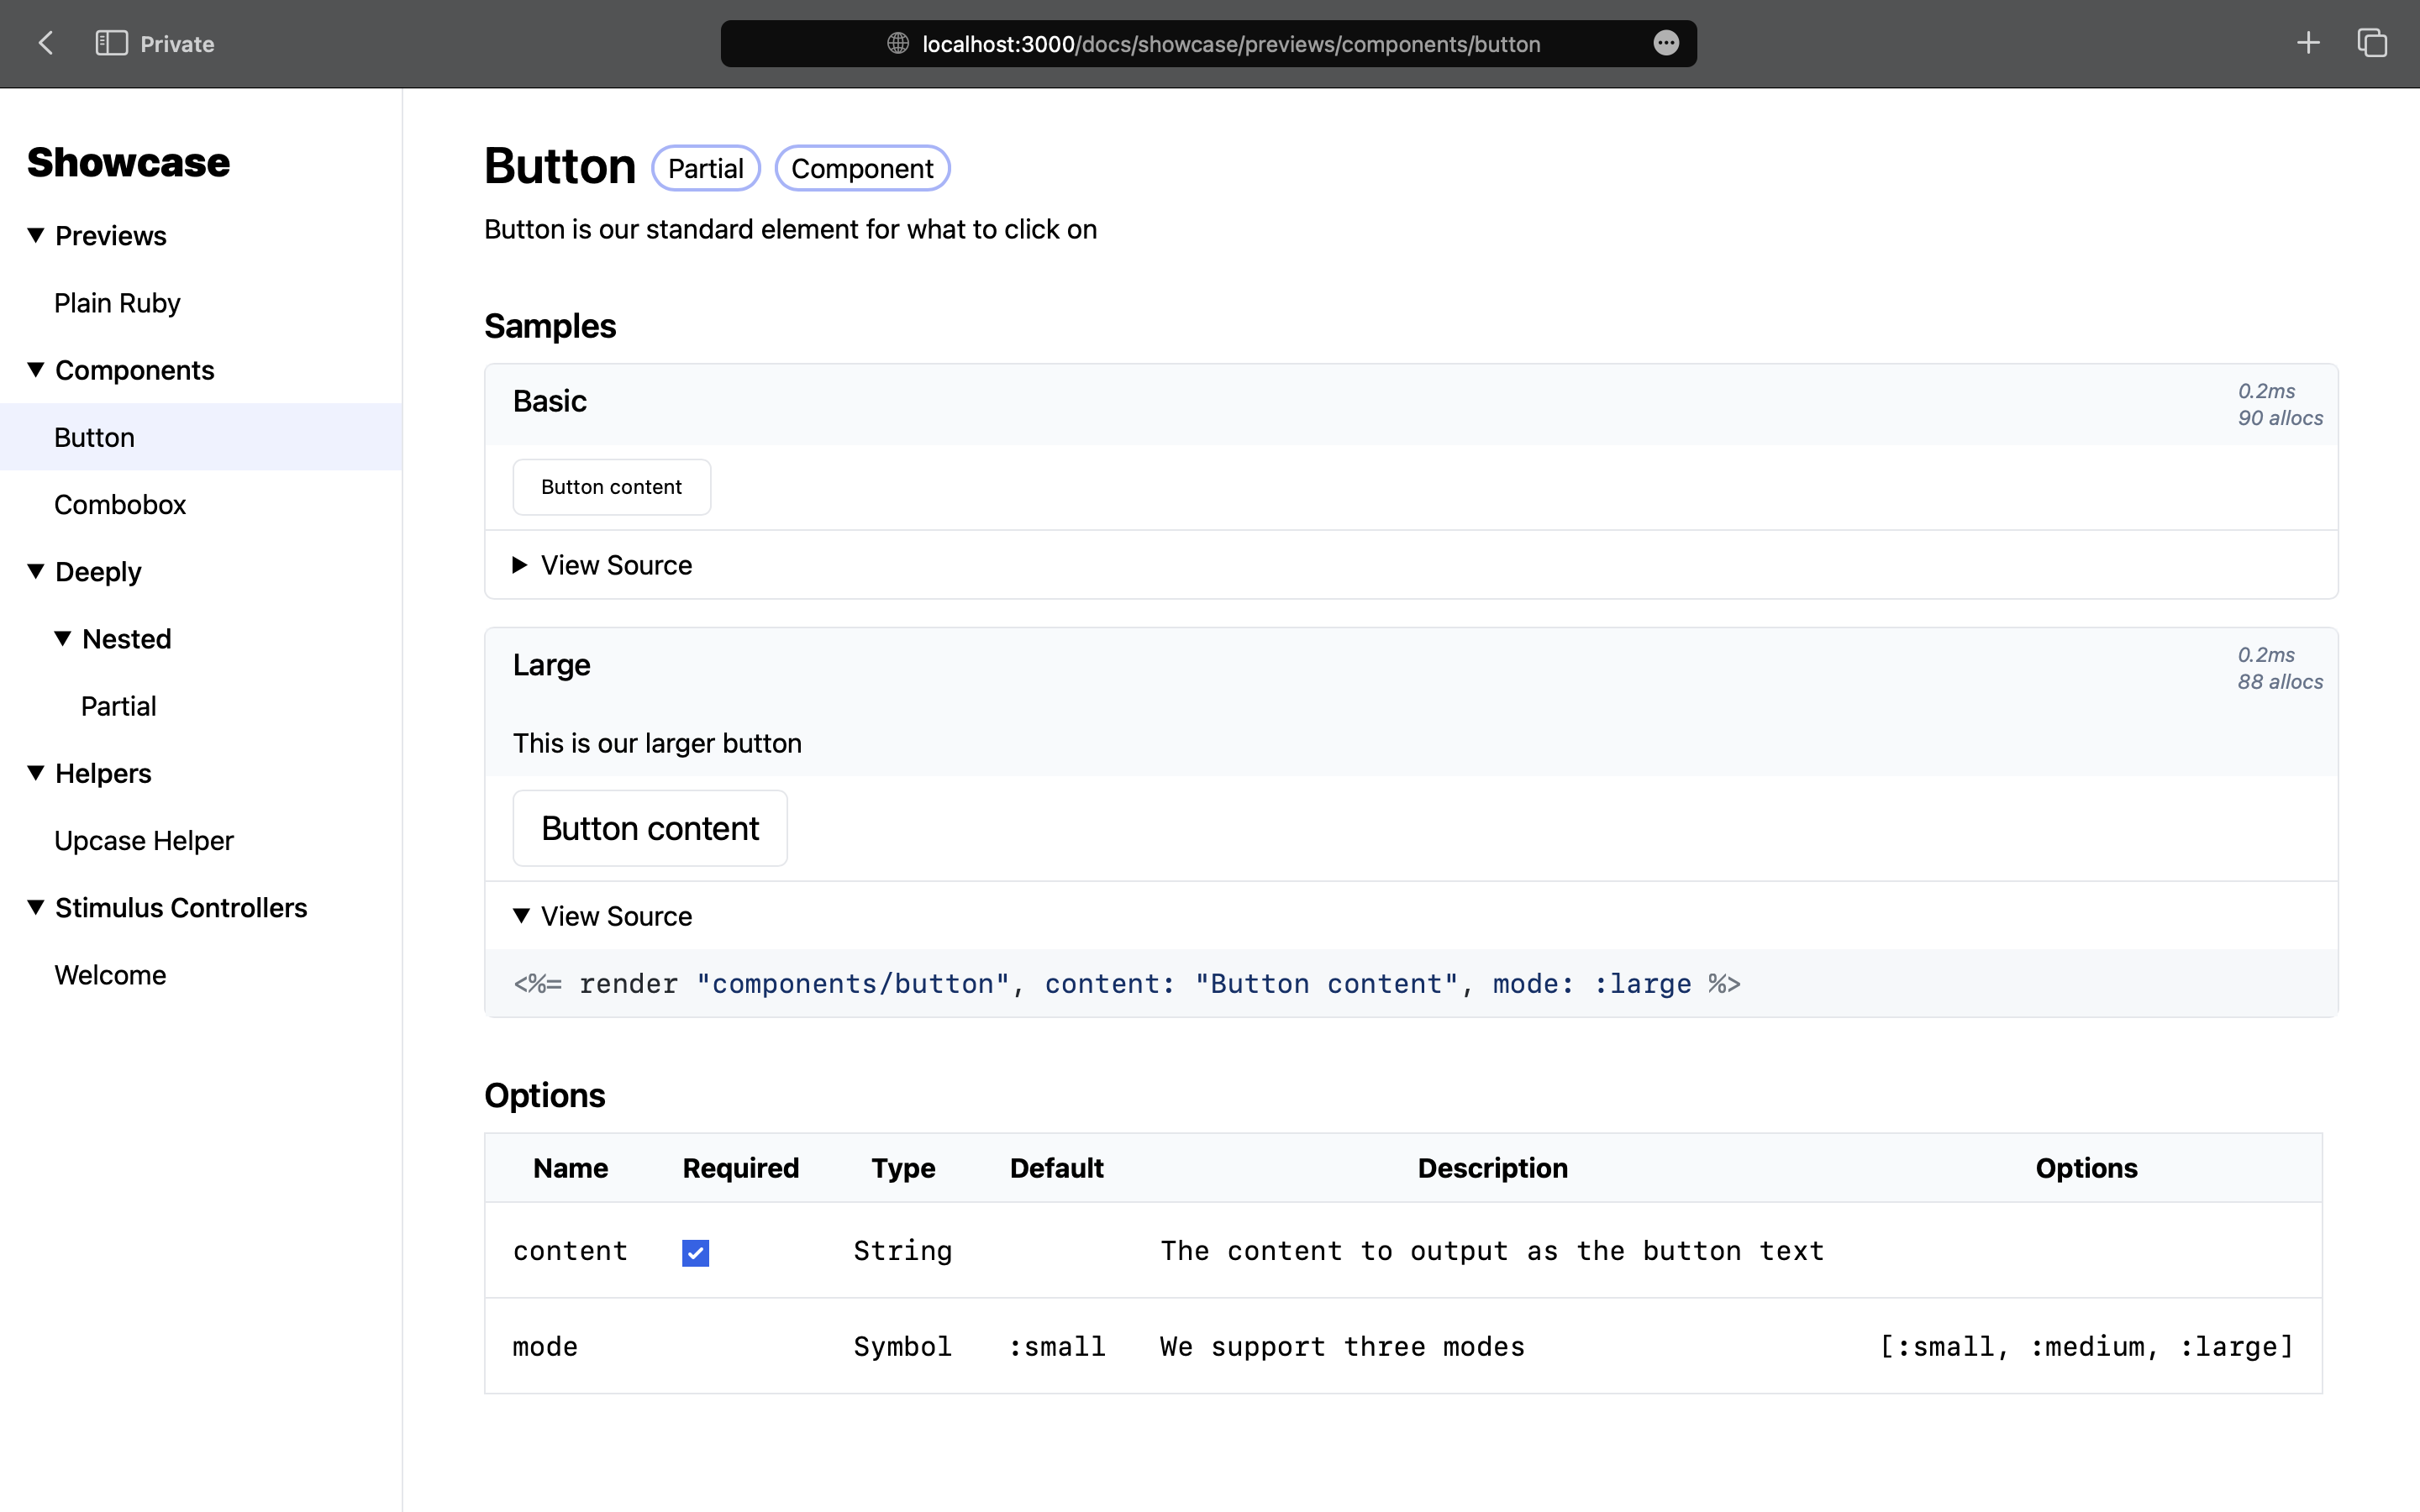 Private
localhost:3000/docs/showcase/previews/components/button
Showcase
Previews
Plain Ruby
Components
Button
Combobox
Deeply
Nested
Partial
Helpers
Upcase Helper
Stimulus Controllers
Welcome
Button Partial Component
Button is our standard element for what to click on
Samples
Basic
0.2ms
90 allocs
Button content
View Source
Large
0.2ms
88 allocs
This is our larger button
Button content
View Source
<%= render "components/button", content: "Button content", mode: :large %>
Options
Name Required Type Default Description Options
content String The content to output as the button text
mode Symbol :small We support three modes [:small, :medium, :large]